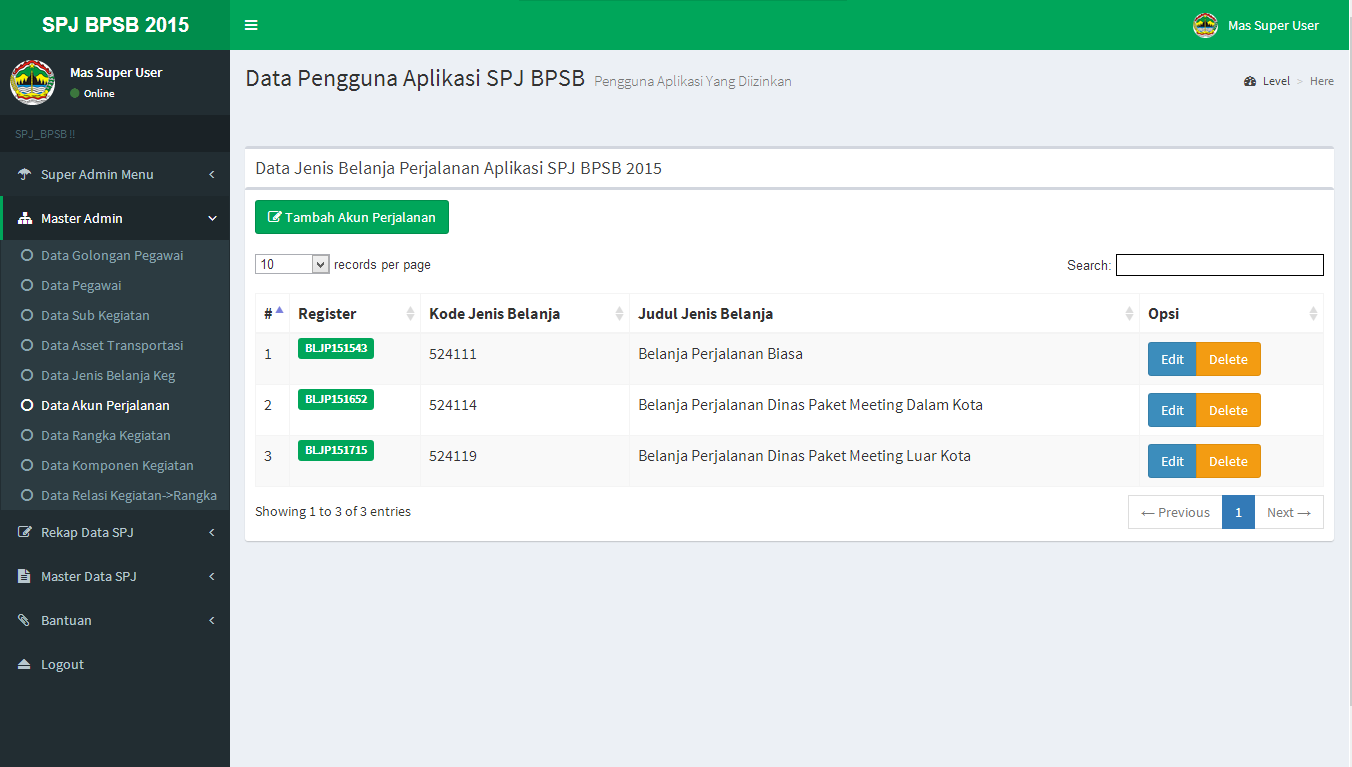 SPJ BPSB 2015
Mas Super User
Mas Super User
Online
SPJ_BPSB !!
Super Admin Menu
Master Admin
Data Golongan Pegawai
Data Pegawai
Data Sub Kegiatan
Data Asset Transportasi
Data Jenis Belanja Keg
Data Akun Perjalanan
Data Rangka Kegiatan
Data Komponen Kegiatan
Data Relasi Kegiatan->Rangka
Rekap Data SPJ
Master Data SPJ
Bantuan
Logout
Data Pengguna Aplikasi SPJ BPSB Pengguna Aplikasi Yang Diizinkan
Level > Here
Data Jenis Belanja Perjalanan Aplikasi SPJ BPSB 2015
Tambah Akun Perjalanan
10 records per page
Search:
# Register Kode Jenis Belanja Judul Jenis Belanja Opsi
1 BLJP151543 524111 Belanja Perjalanan Biasa Edit Delete
2 BLJP151652 524114 Belanja Perjalanan Dinas Paket Meeting Dalam Kota Edit Delete
3 BLJP151715 524119 Belanja Perjalanan Dinas Paket Meeting Luar Kota Edit Delete
Showing 1 to 3 of 3 entries
← Previous 1 Next →